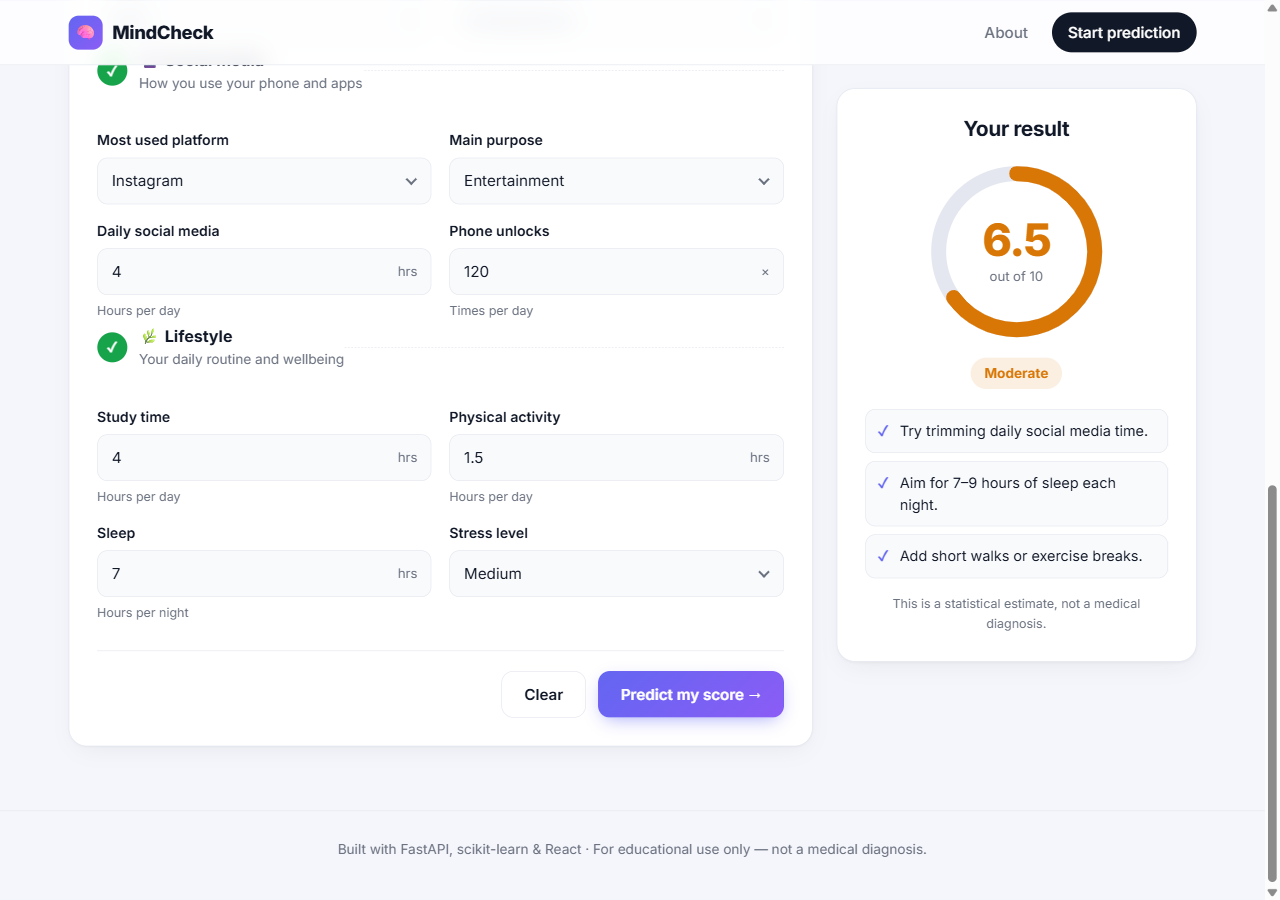 MindCheck
About
Start prediction
How you use your phone and apps
Most used platform
Main purpose
Instagram
Entertainment
Daily social media
Phone unlocks
4 hrs
120 ×
Hours per day
Times per day
Lifestyle
Your daily routine and wellbeing
Study time
Physical activity
4 hrs
1.5 hrs
Hours per day
Hours per day
Sleep
Stress level
7 hrs
Medium
Hours per night
Clear
Predict my score →
Your result
6.5
out of 10
Moderate
✓ Try trimming daily social media time.
✓ Aim for 7–9 hours of sleep each
night.
✓ Add short walks or exercise breaks.
This is a statistical estimate, not a medical
diagnosis.
Built with FastAPI, scikit-learn & React · For educational use only — not a medical diagnosis.